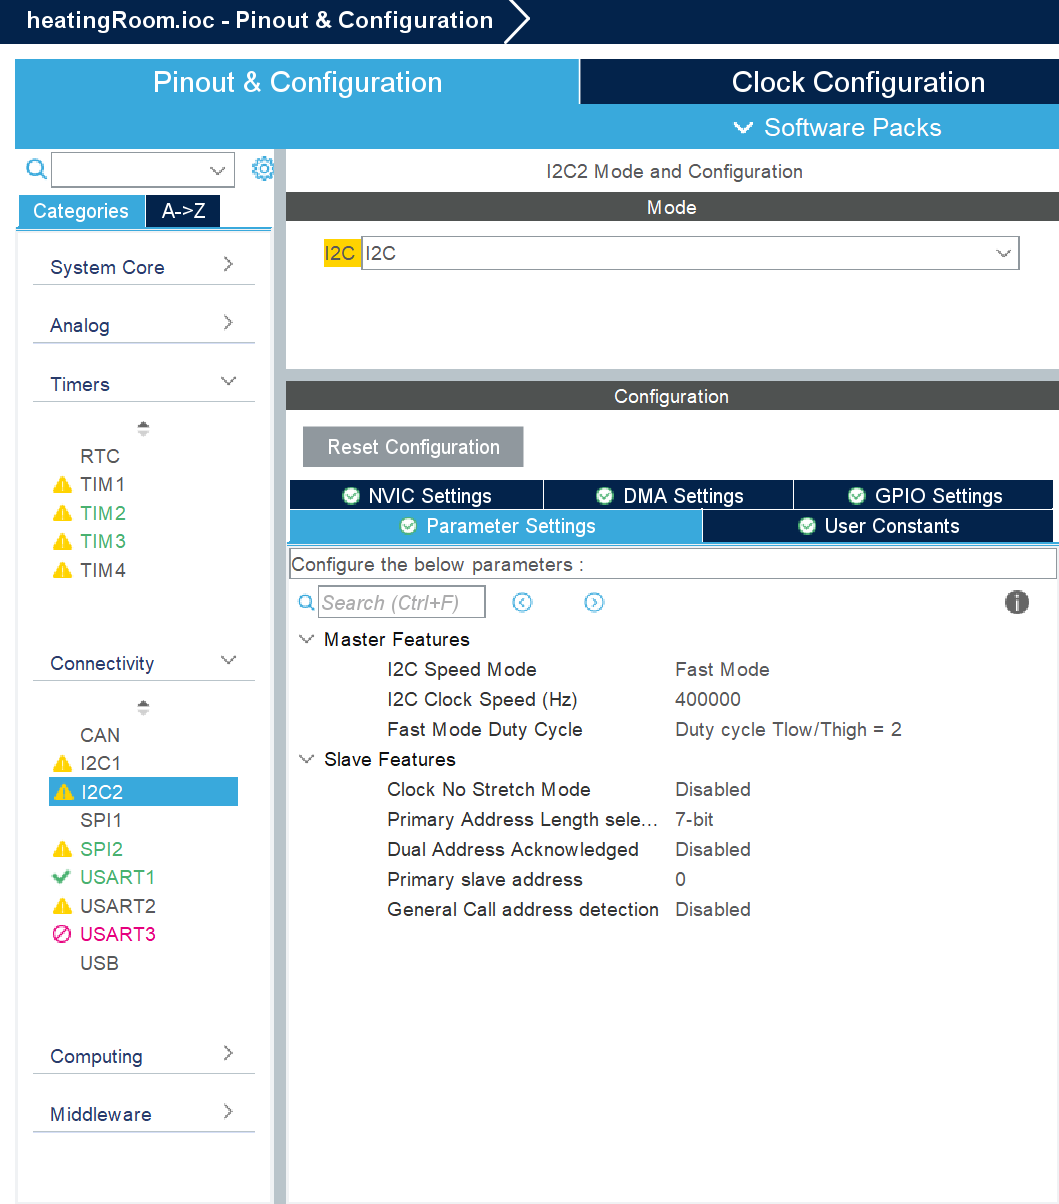 heatingRoom.ioc - Pinout & Configuration
Pinout & Configuration
Clock Configuration
Software Packs
Categories
A->Z
System Core
Analog
Timers
RTC
TIM1
TIM2
TIM3
TIM4
Connectivity
CAN
I2C1
I2C2
SPI1
SPI2
USART1
USART2
USART3
USB
Computing
Middleware
I2C2 Mode and Configuration
Mode
I2C I2C
Configuration
Reset Configuration
NVIC Settings
DMA Settings
GPIO Settings
Parameter Settings
User Constants
Configure the below parameters :
Search (Ctrl+F)
Master Features
I2C Speed Mode Fast Mode
I2C Clock Speed (Hz) 400000
Fast Mode Duty Cycle Duty cycle Tlow/Thigh = 2
Slave Features
Clock No Stretch Mode Disabled
Primary Address Length sele... 7-bit
Dual Address Acknowledged Disabled
Primary slave address 0
General Call address detection Disabled